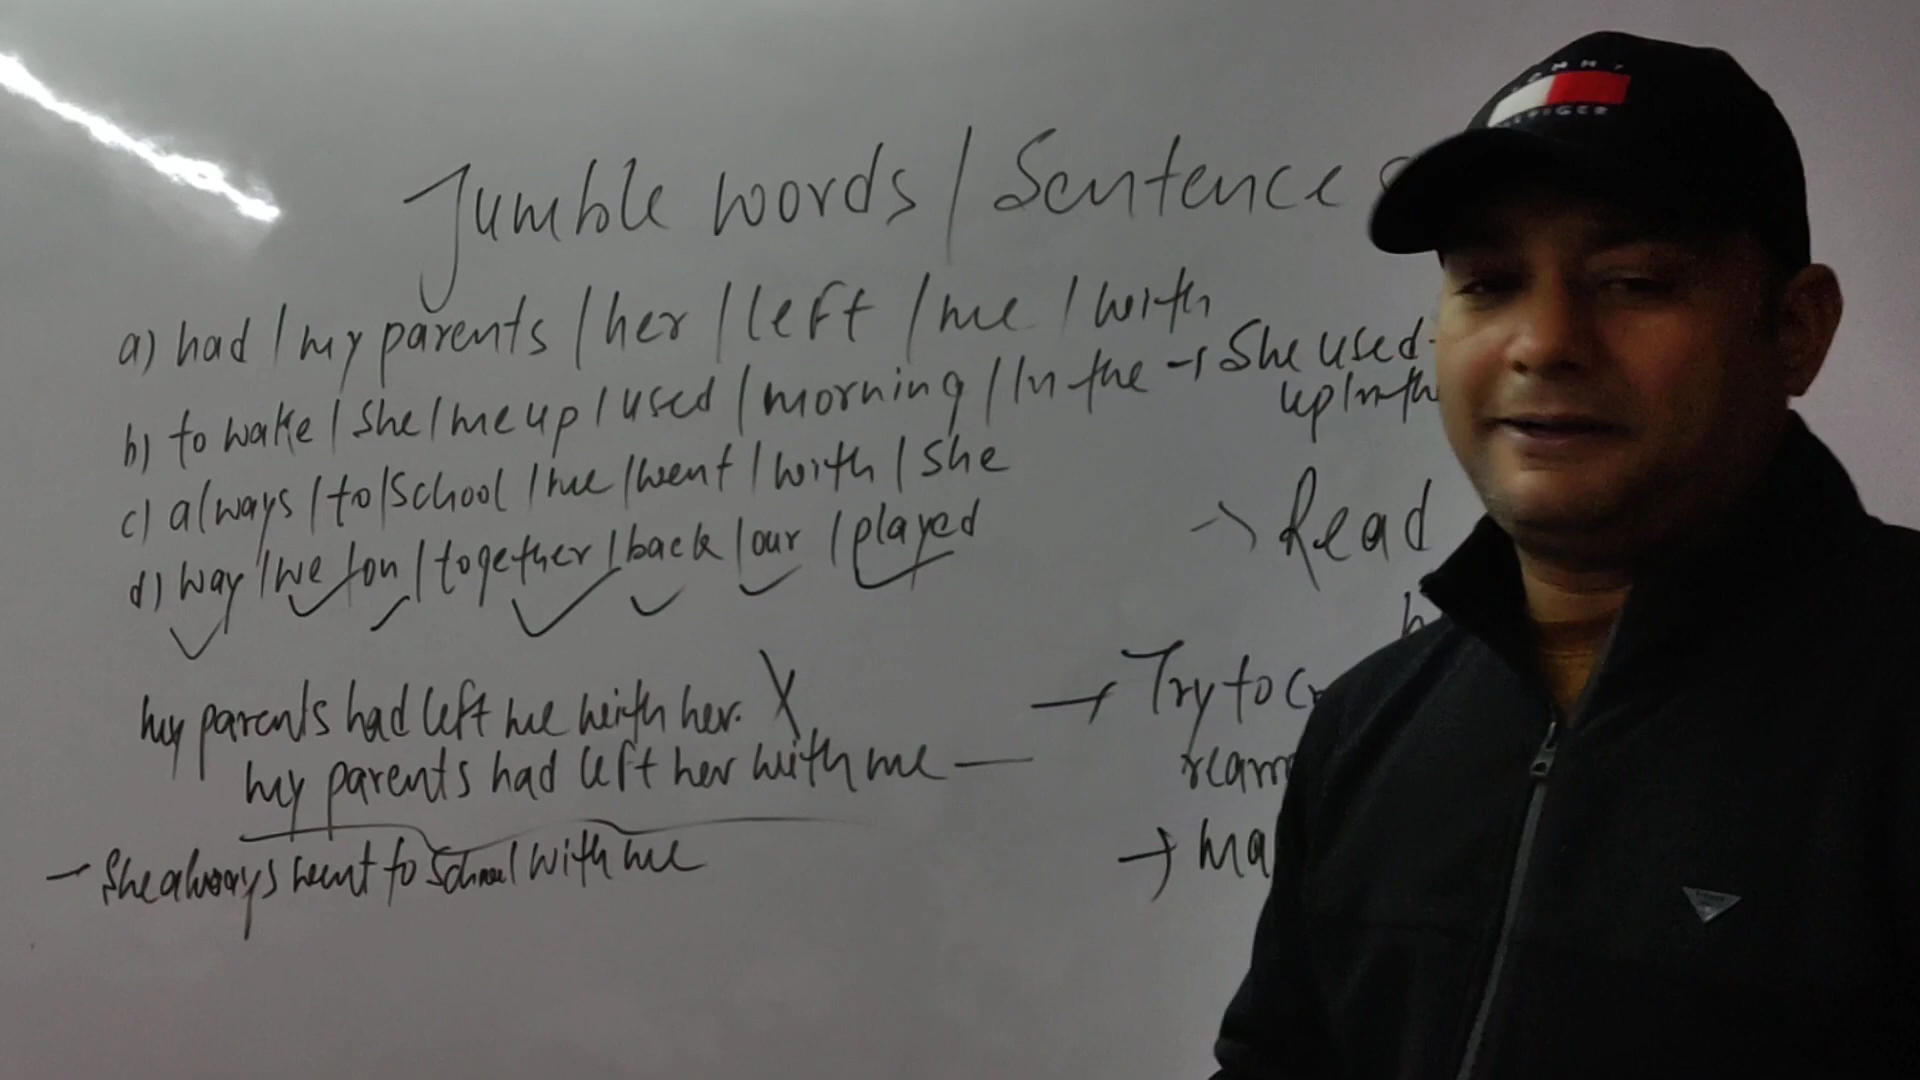 Jumble words / Sentence
a) had / my parents / her / left / me / with
b) to wake / She / me up / used / morning / In the → She used
up in th
c) always / to / School / me / went / with / She
d) way / we / on / together / back / our / played
→ Read
my parents had left me with her. X
→ Try to
my parents had left her with me —
→ ma
- She always went to School with me
HILFIGER